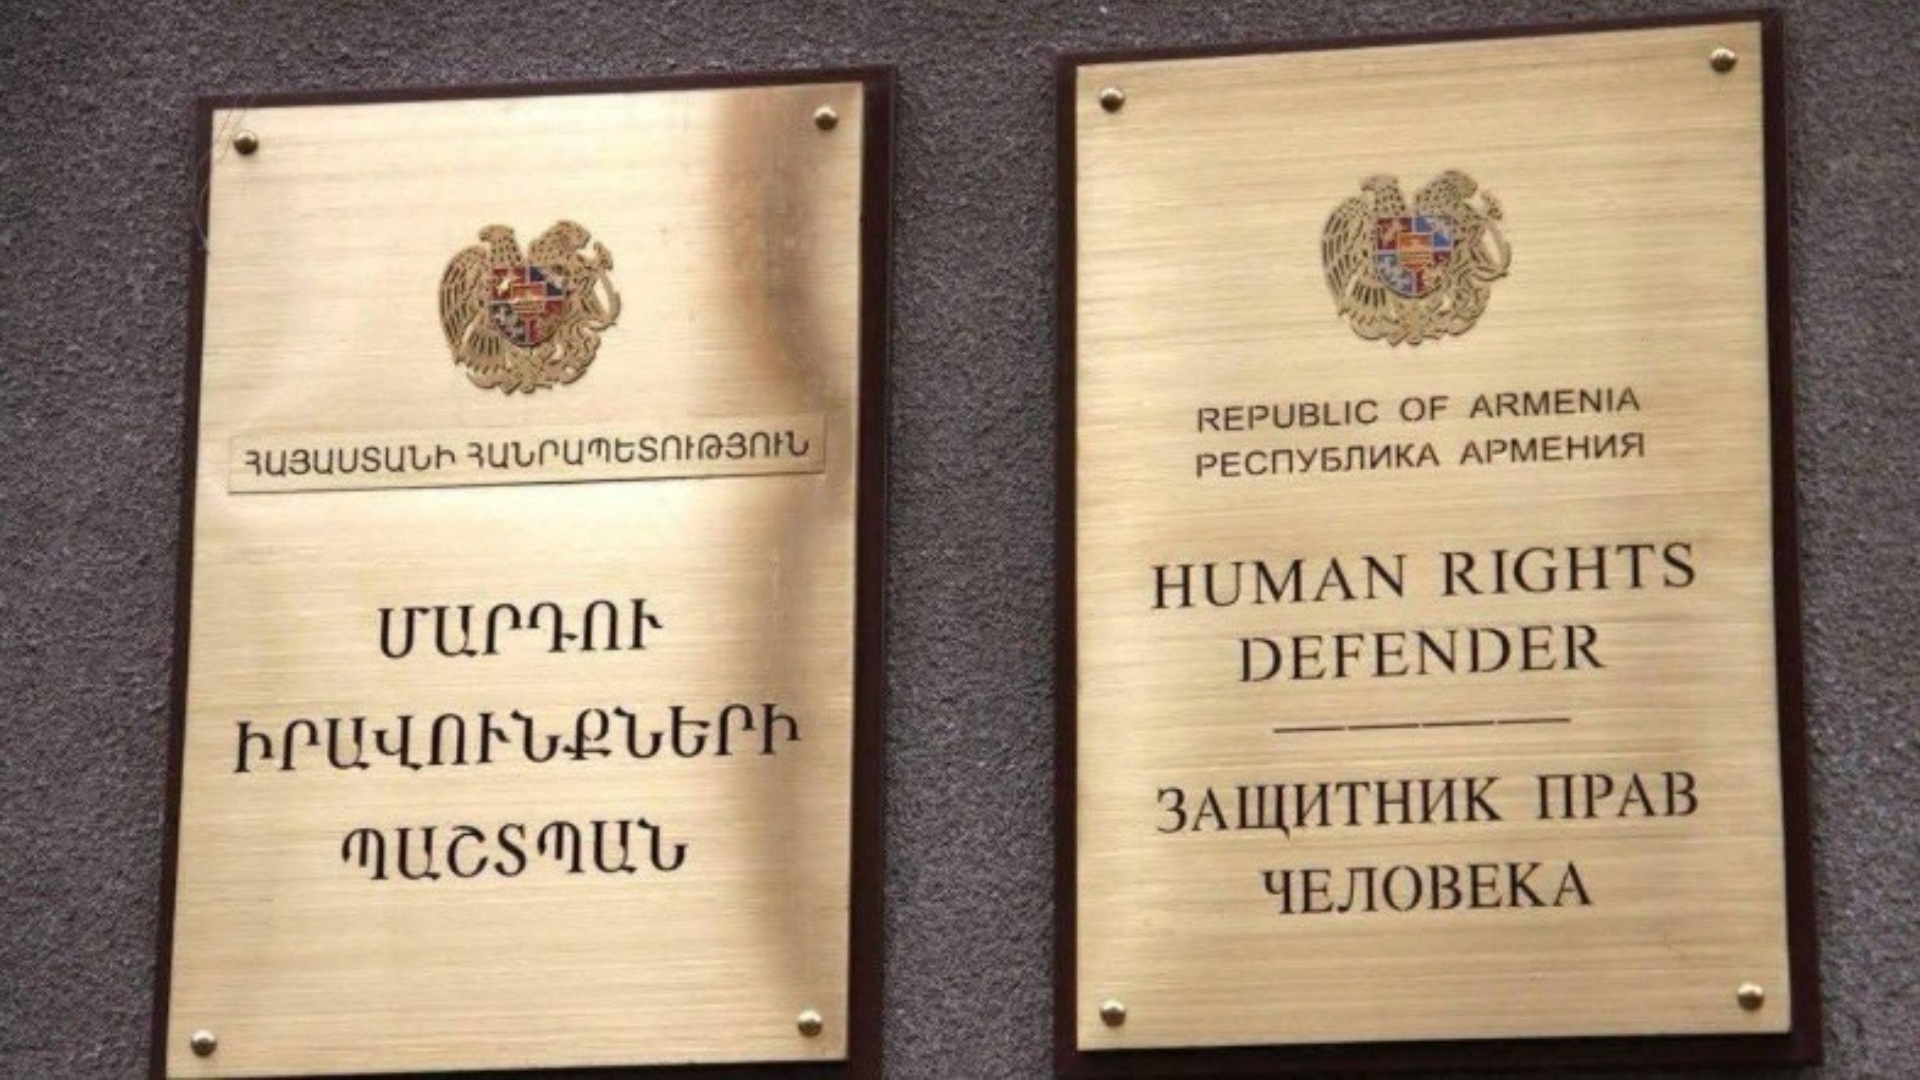 ՀԱՅԱՍՏԱՆԻ ՀԱՆՐԱՊԵՏՈՒԹՅՈՒՆ
ՄԱՐԴՈՒ
ԻՐԱՎՈՒՆՔՆԵՐԻ
ՊԱՇՏՊԱՆ
REPUBLIC OF ARMENIA
РЕСПУБЛИКА АРМЕНИЯ
HUMAN RIGHTS
DEFENDER
ЗАЩИТНИК ПРАВ
ЧЕЛОВЕКА